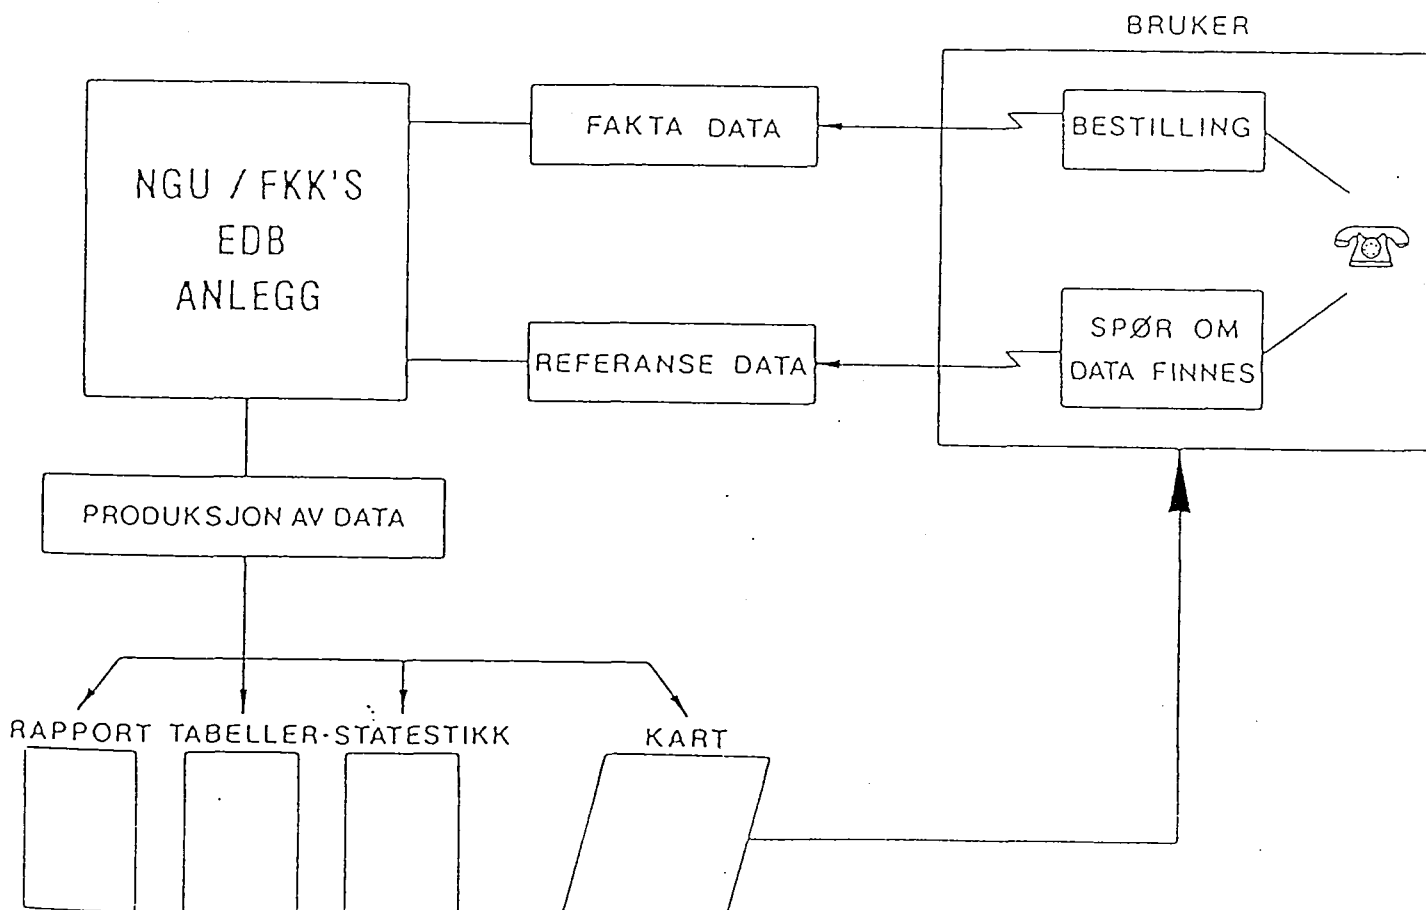 BRUKER
NGU / FKK'S
EDB
ANLEGG
FAKTA DATA
BESTILLING
REFERANSE DATA
SPØR OM
DATA FINNES
PRODUKSJON AV DATA
RAPPORT TABELLER-STATESTIKK
KART